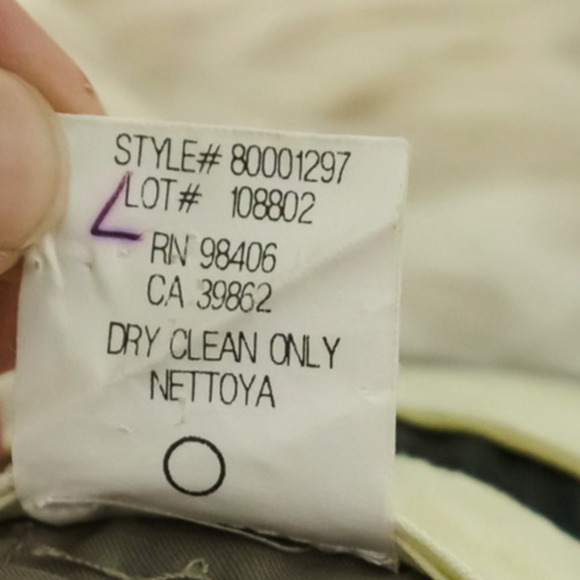 STYLE# 80001297
LOT# 108802
RN 98406
CA 39862
DRY CLEAN ONLY
NETTOYA